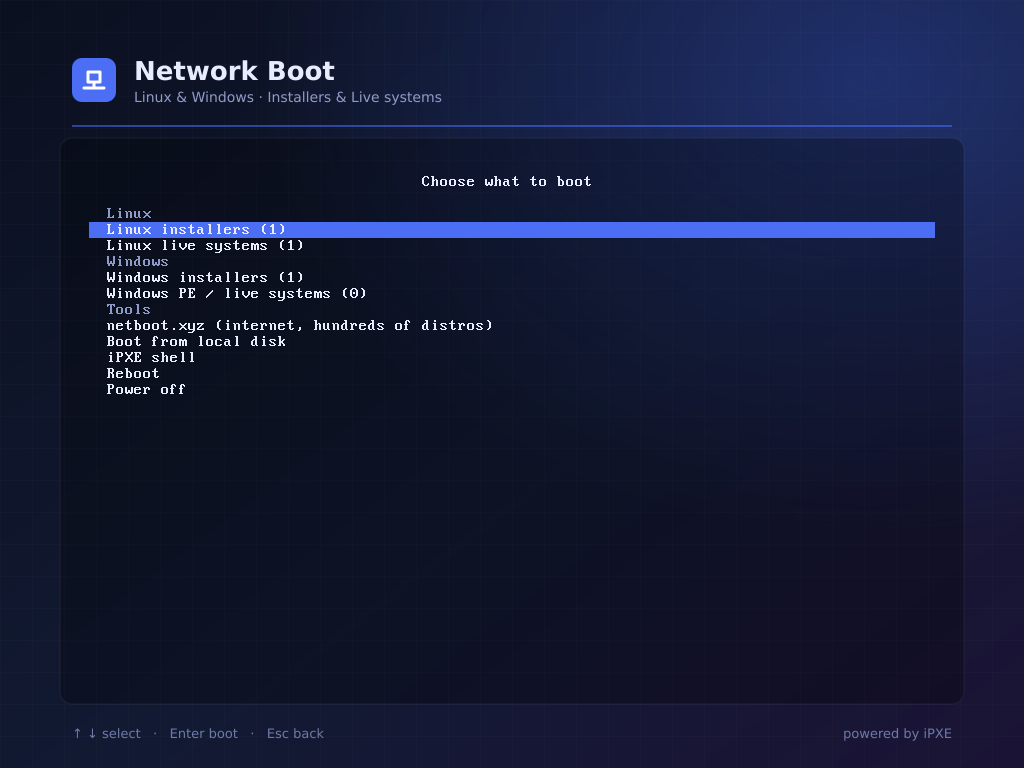 Network Boot
Linux & Windows · Installers & Live systems
Choose what to boot
Linux
Linux installers (1)
Linux live systems (1)
Windows
Windows installers (1)
Windows PE / live systems (0)
Tools
netboot.xyz (internet, hundreds of distros)
Boot from local disk
iPXE shell
Reboot
Power off
↑ ↓ select · Enter boot · Esc back
powered by iPXE